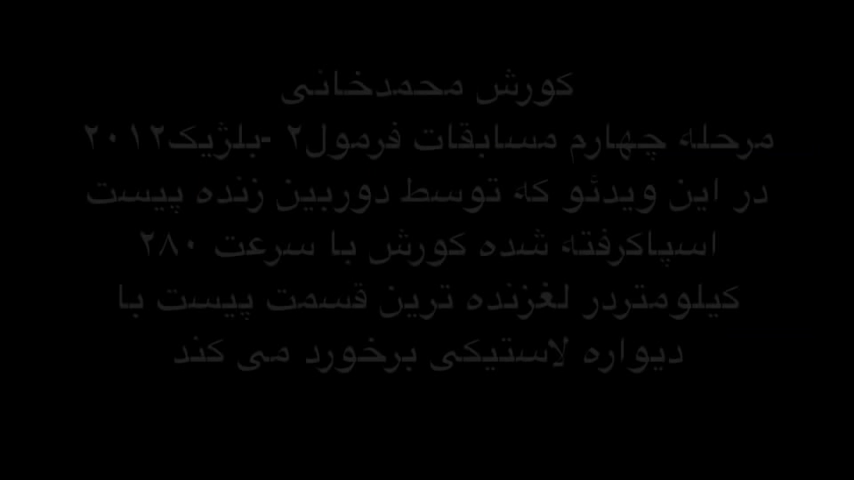 کورش محمدخانی
مرحله چهارم مسابقات فرمول۲ -بلژیک۲۰۱۲
در این ویدئو که توسط دوربین زنده پیست
اسپاکرفته شده کورش با سرعت ۲۸۰
کیلومتردر لغزنده ترین قسمت پیست با
دیواره لاستیکی برخورد می کند